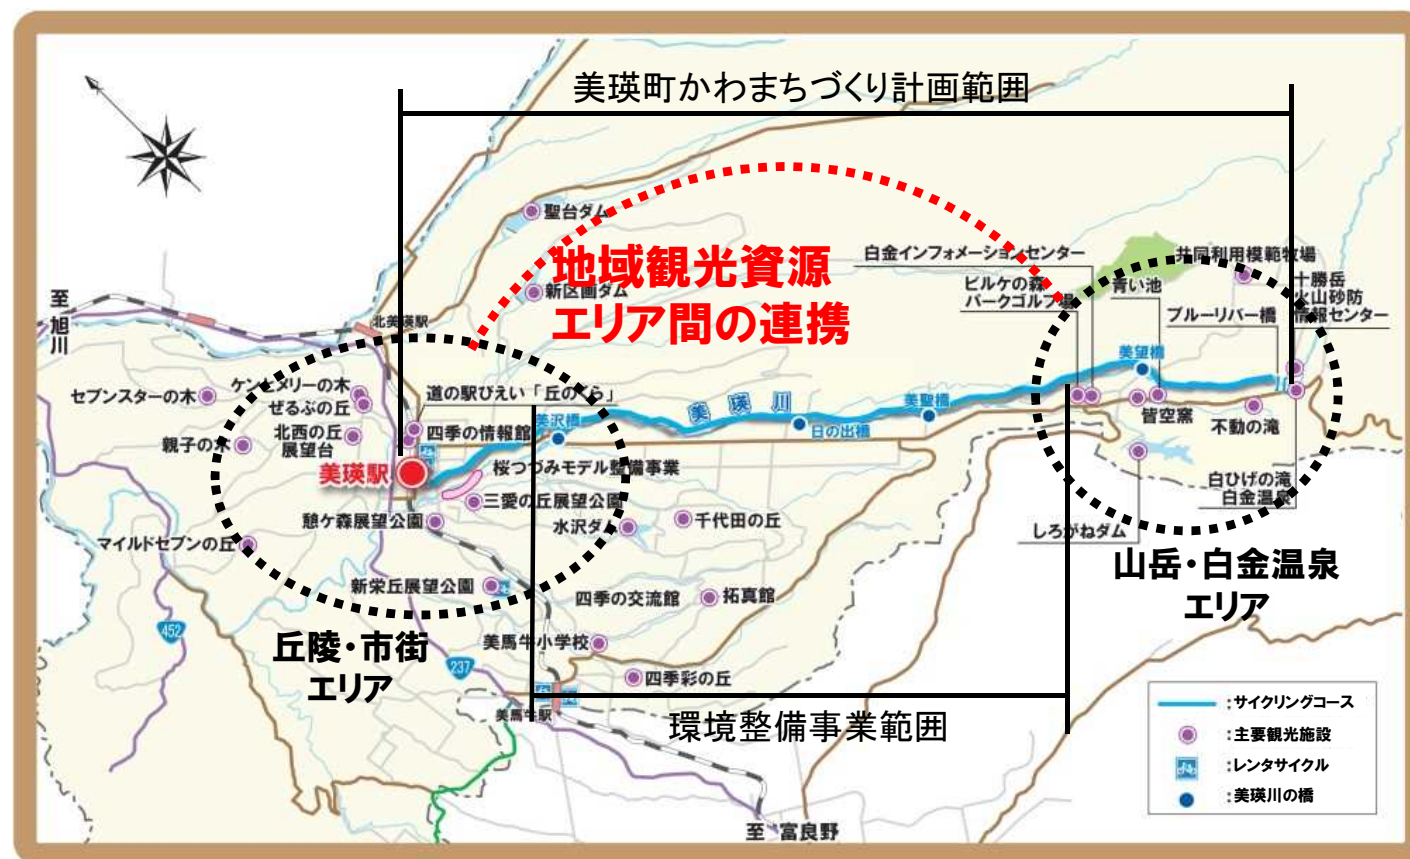 美瑛町かわまちづくり計画範囲
聖台ダム
地域観光資源
エリア間の連携
新区画ダム
白金インフォメーションセンター
ビルケの森
パークゴルフ場
青い池
共同利用模範牧場
十勝岳
火山砂防
情報センター
ブルーリバー橋
至旭川
北美瑛駅
美望橋
セブンスターの木
ケンとメリーの木
ぜるぶの丘
道の駅びえい「丘のくら」
親子の木
北西の丘
展望台
四季の情報館
美沢橋
美瑛川
日の出橋
美聖橋
皆空窯
不動の滝
美瑛駅
桜つづみモデル整備事業
三愛の丘展望公園
憩ケ森展望公園
水沢ダム
千代田の丘
白ひげの滝
白金温泉
しろがねダム
マイルドセブンの丘
新栄丘展望公園
四季の交流館
拓真館
山岳・白金温泉
エリア
丘陵・市街
エリア
452
美馬牛小学校
237
四季彩の丘
美馬牛駅
環境整備事業範囲
至 富良野
:サイクリングコース
:主要観光施設
:レンタサイクル
:美瑛川の橋